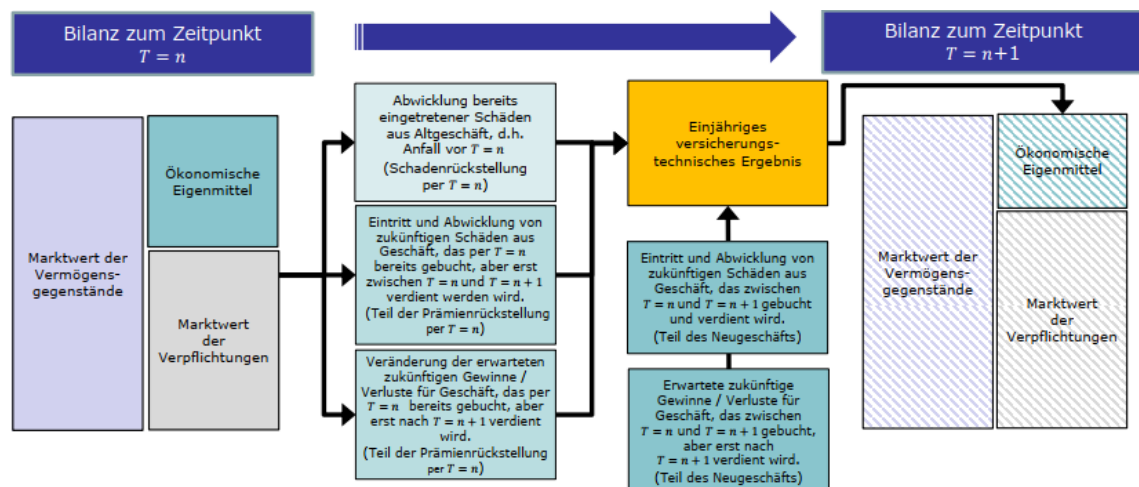 Bilanz zum Zeitpunkt
T = n
Bilanz zum Zeitpunkt
T = n+1
Marktwert der
Vermögens-
gegenstände
Ökonomische
Eigenmittel
Marktwert
der
Verpflichtungen
Abwicklung bereits
eingetretener Schäden
aus Altgeschäft, d.h.
Anfall vor T = n
(Schadenrückstellung
per T = n)
Eintritt und Abwicklung von
zukünftigen Schäden aus
Geschäft, das per T = n
bereits gebucht, aber erst
zwischen T = n und T = n + 1
verdient werden wird.
(Teil der Prämienrückstellung
per T = n)
Veränderung der erwarteten
zukünftigen Gewinne /
Verluste für Geschäft, das per
T = n bereits gebucht, aber
erst nach T = n + 1 verdient
wird.
(Teil der Prämienrückstellung
per T = n)
Einjähriges
versicherungs-
technisches Ergebnis
Eintritt und Abwicklung von
zukünftigen Schäden aus
Geschäft, das zwischen
T = n und T = n + 1 gebucht
und verdient wird.
(Teil des Neugeschäfts)
Erwartete zukünftige
Gewinne / Verluste für
Geschäft, das zwischen
T = n und T = n + 1 gebucht,
aber erst nach
T = n + 1 verdient wird.
(Teil des Neugeschäfts)
Marktwert der
Vermögens-
gegenstände
Ökonomische
Eigenmittel
Marktwert
der
Verpflichtungen